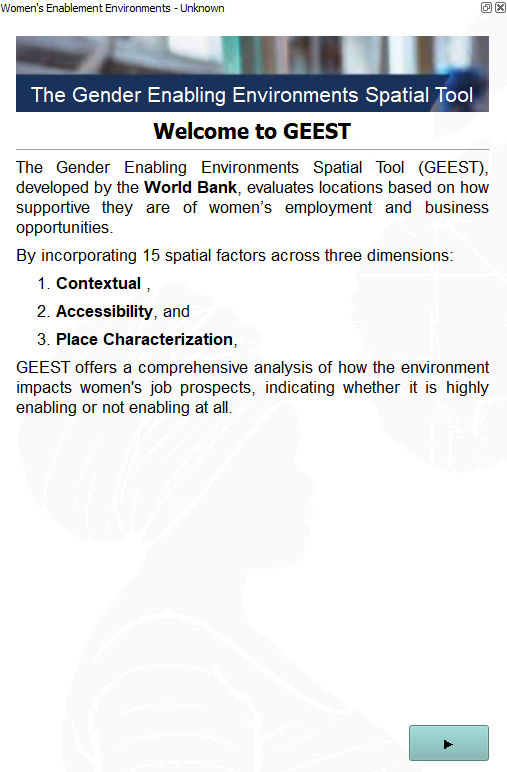 Women's Enablement Environments - Unknown
The Gender Enabling Environments Spatial Tool
Welcome to GEEST
The Gender Enabling Environments Spatial Tool (GEEST),
developed by the World Bank, evaluates locations based on how
supportive they are of women’s employment and business
opportunities.
By incorporating 15 spatial factors across three dimensions:
1. Contextual ,
2. Accessibility, and
3. Place Characterization,
GEEST offers a comprehensive analysis of how the environment
impacts women's job prospects, indicating whether it is highly
enabling or not enabling at all.